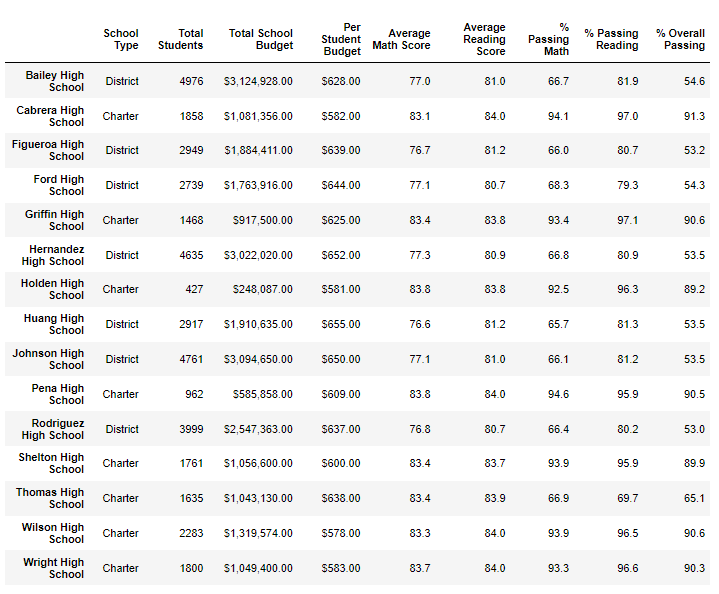 School Type Total Students Total School Budget Per Student Budget Average Math Score Average Reading Score % Passing Math % Passing Reading % Overall Passing
Bailey High School District 4976 $3,124,928.00 $628.00 77.0 81.0 66.7 81.9 54.6
Cabrera High School Charter 1858 $1,081,356.00 $582.00 83.1 84.0 94.1 97.0 91.3
Figueroa High School District 2949 $1,884,411.00 $639.00 76.7 81.2 66.0 80.7 53.2
Ford High School District 2739 $1,763,916.00 $644.00 77.1 80.7 68.3 79.3 54.3
Griffin High School Charter 1468 $917,500.00 $625.00 83.4 83.8 93.4 97.1 90.6
Hernandez High School District 4635 $3,022,020.00 $652.00 77.3 80.9 66.8 80.9 53.5
Holden High School Charter 427 $248,087.00 $581.00 83.8 83.8 92.5 96.3 89.2
Huang High School District 2917 $1,910,635.00 $655.00 76.6 81.2 65.7 81.3 53.5
Johnson High School District 4761 $3,094,650.00 $650.00 77.1 81.0 66.1 81.2 53.5
Pena High School Charter 962 $585,858.00 $609.00 83.8 84.0 94.6 95.9 90.5
Rodriguez High School District 3999 $2,547,363.00 $637.00 76.8 80.7 66.4 80.2 53.0
Shelton High School Charter 1761 $1,056,600.00 $600.00 83.4 83.7 93.9 95.9 89.9
Thomas High School Charter 1635 $1,043,130.00 $638.00 83.4 83.9 66.9 69.7 65.1
Wilson High School Charter 2283 $1,319,574.00 $578.00 83.3 84.0 93.9 96.5 90.6
Wright High School Charter 1800 $1,049,400.00 $583.00 83.7 84.0 93.3 96.6 90.3